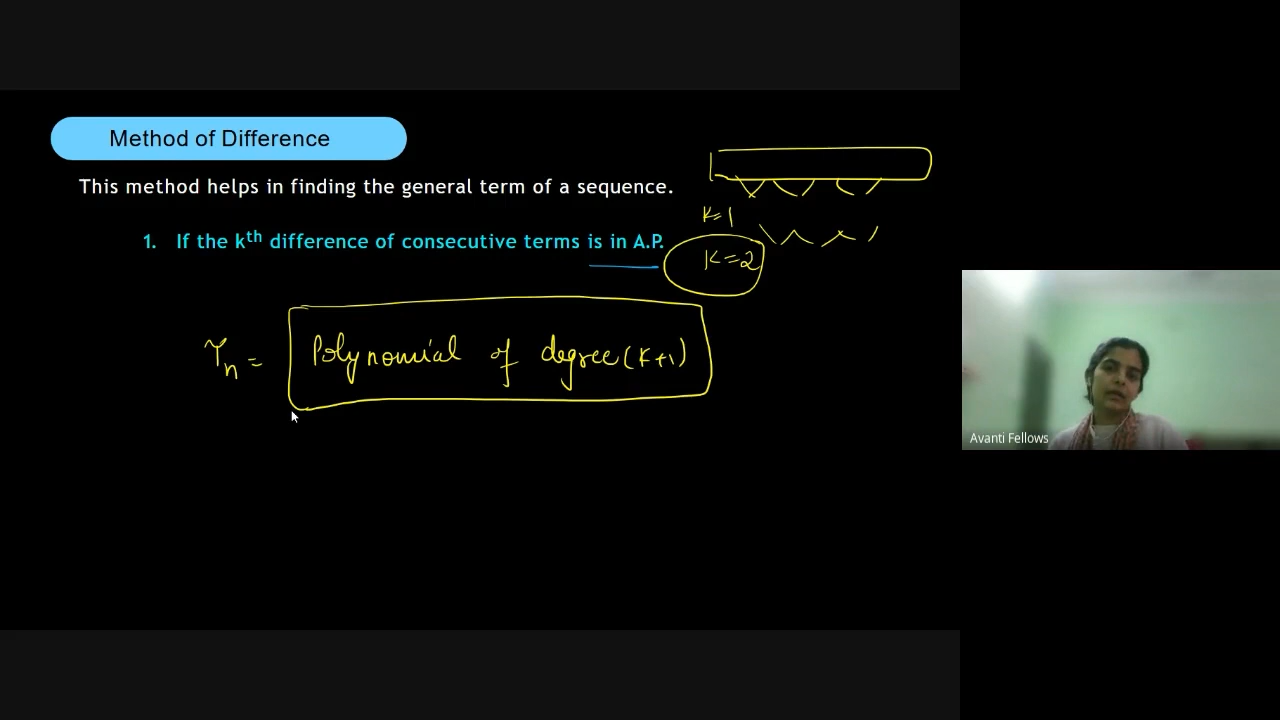 Method of Difference
This method helps in finding the general term of a sequence.
1. If the kth difference of consecutive terms is in A.P.
K=1
K=2
Tn = Polynomial of degree (K+1)
Avanti Fellows